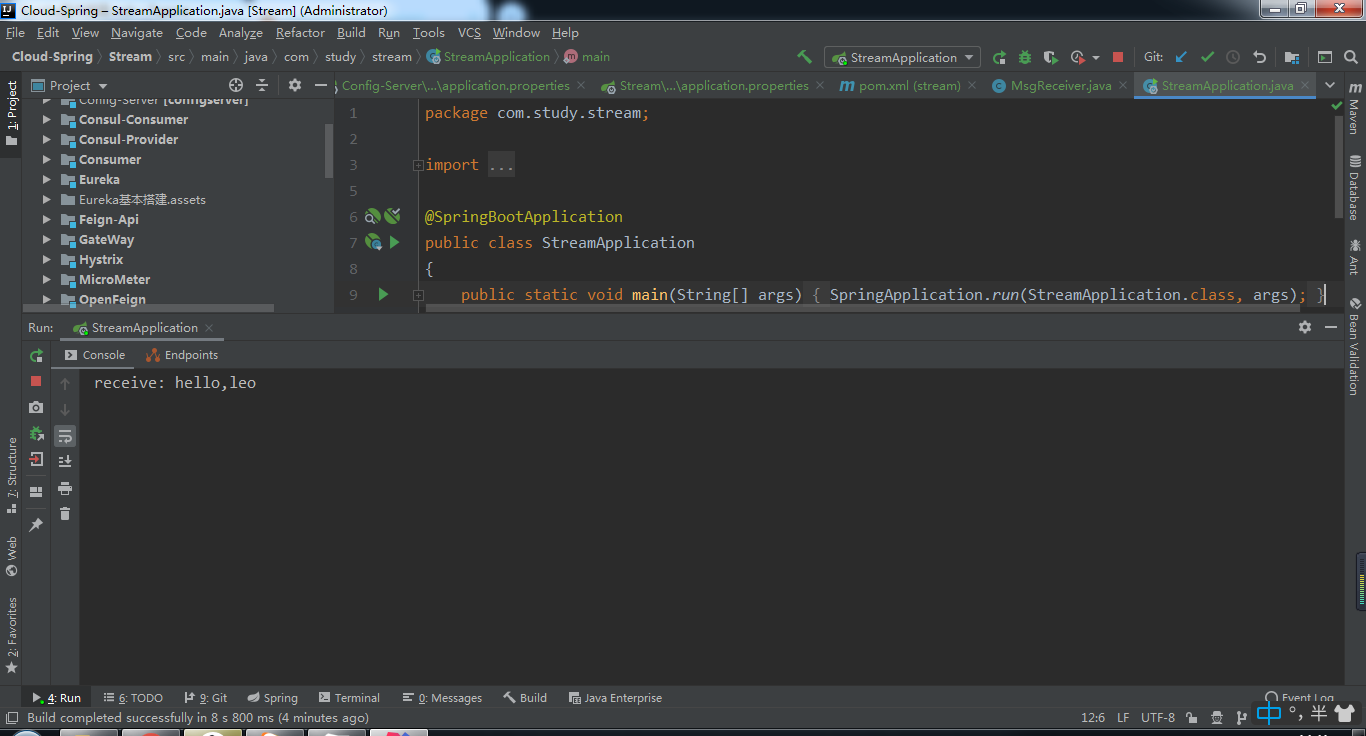 Cloud-Spring – StreamApplication.java [Stream] (Administrator)
File Edit View Navigate Code Analyze Refactor Build Run Tools VCS Window Help
Cloud-Spring Stream src main java com study stream StreamApplication main
StreamApplication
Git:
1: Project
Project
Config-Server\...\application.properties
Stream\...\application.properties
pom.xml (stream)
MsgReceiver.java
StreamApplication.java
Config-Server [configserver]
Consul-Consumer
Consul-Provider
Consumer
Eureka
Eureka基本搭建.assets
Feign-Api
GateWay
Hystrix
MicroMeter
OpenFeign
1 package com.study.stream;
2
3 import ...
5
6 @SpringBootApplication
7 public class StreamApplication
8 {
9 public static void main(String[] args) { SpringApplication.run(StreamApplication.class, args); }
Maven
Database
Ant
Bean Validation
Run: StreamApplication
Console Endpoints
receive: hello,leo
7: Structure
Web
2: Favorites
4: Run 6: TODO 9: Git Spring Terminal 0: Messages Build Java Enterprise Event Log
Build completed successfully in 8 s 800 ms (4 minutes ago)
12:6 LF UTF-8
中 °, 半